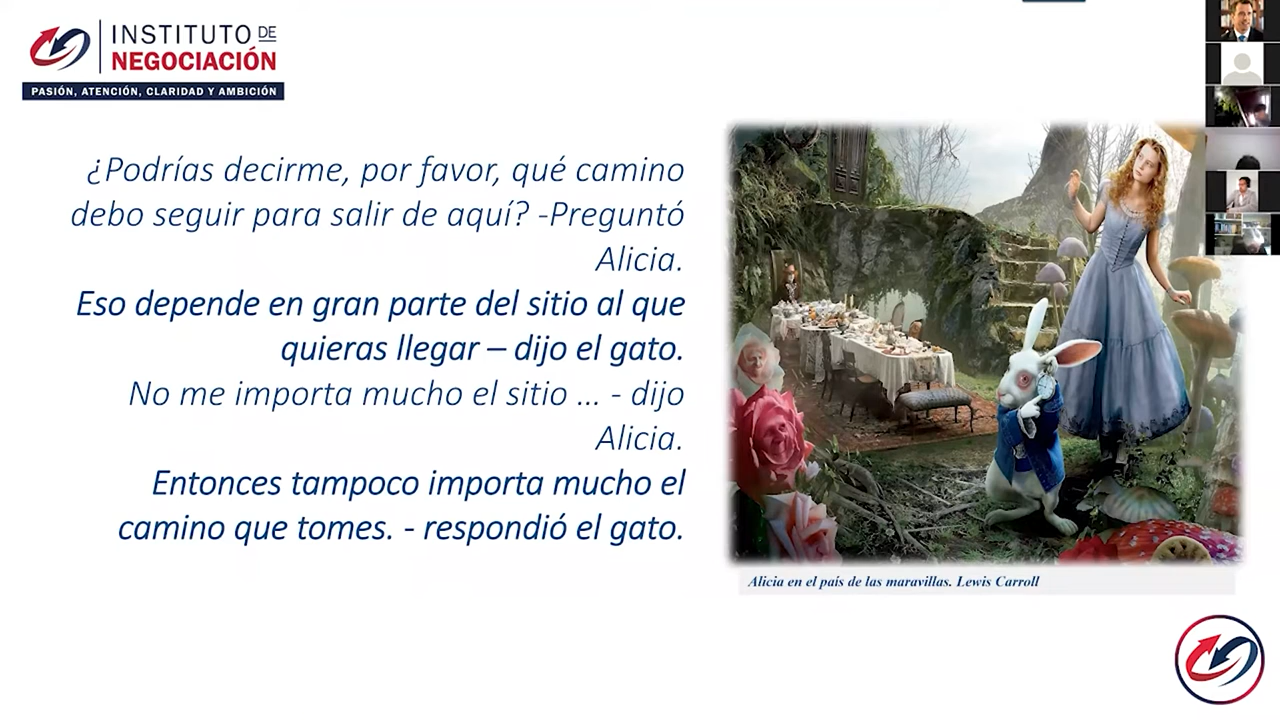 INSTITUTO DE
NEGOCIACIÓN
PASIÓN, ATENCIÓN, CLARIDAD Y AMBICIÓN
¿Podrías decirme, por favor, qué camino
debo seguir para salir de aquí? -Preguntó
Alicia.
Eso depende en gran parte del sitio al que
quieras llegar – dijo el gato.
No me importa mucho el sitio ... - dijo
Alicia.
Entonces tampoco importa mucho el
camino que tomes. - respondió el gato.
Alicia en el país de las maravillas. Lewis Carroll